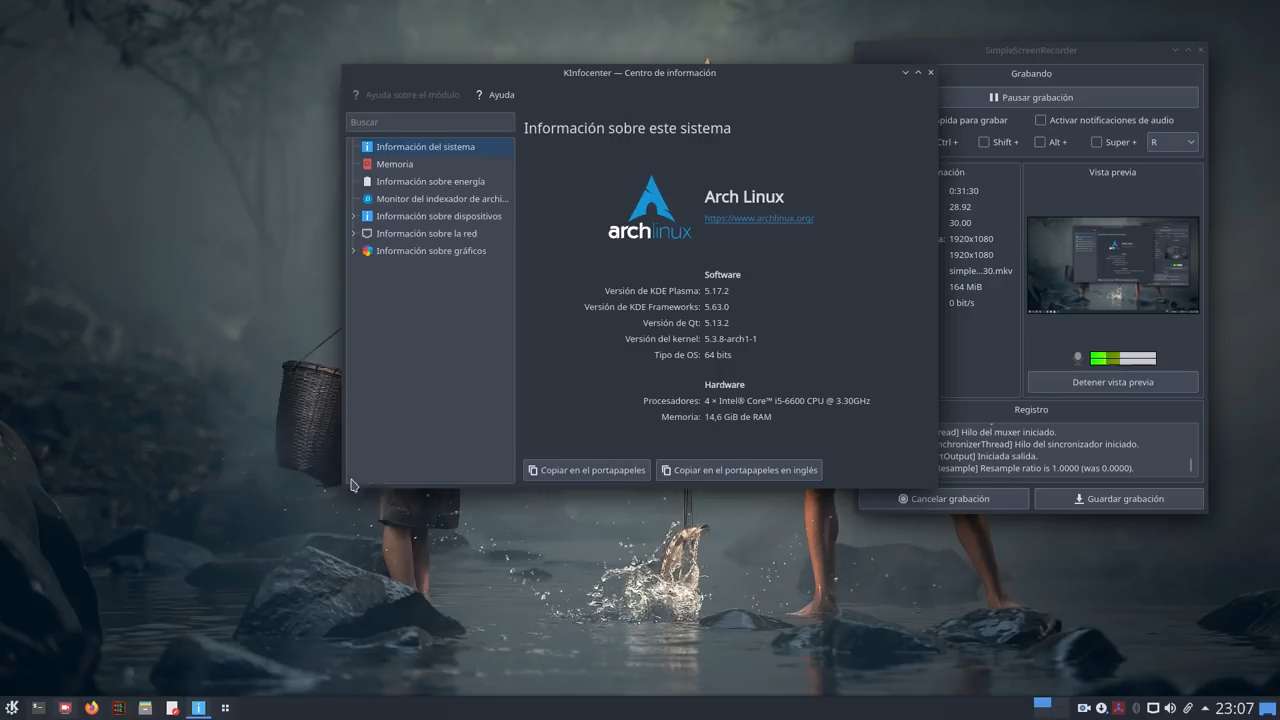 SimpleScreenRecorder
KInfocenter — Centro de información
Ayuda sobre el módulo
Ayuda
Buscar
Información del sistema
Memoria
Información sobre energía
Monitor del indexador de archi...
Información sobre dispositivos
Información sobre la red
Información sobre gráficos
Información sobre este sistema
archlinux
Arch Linux
https://www.archlinux.org/
Software
Versión de KDE Plasma: 5.17.2
Versión de KDE Frameworks: 5.63.0
Versión de Qt: 5.13.2
Versión del kernel: 5.3.8-arch1-1
Tipo de OS: 64 bits
Hardware
Procesadores: 4 × Intel® Core™ i5-6600 CPU @ 3.30GHz
Memoria: 14,6 GiB de RAM
Copiar en el portapapeles
Copiar en el portapapeles en inglés
Grabando
Pausar grabación
pida para grabar
Activar notificaciones de audio
Ctrl + Shift + Alt + Super + R
mación
0:31:30
28.92
30.00
a: 1920x1080
1920x1080
simple...30.mkv
164 MiB
0 bit/s
Vista previa
Detener vista previa
Registro
read] Hilo del muxer iniciado.
nchronizerThread] Hilo del sincronizador iniciado.
rtOutput] Iniciada salida.
Resample] Resample ratio is 1.0000 (was 0.0000).
Cancelar grabación
Guardar grabación
23:07